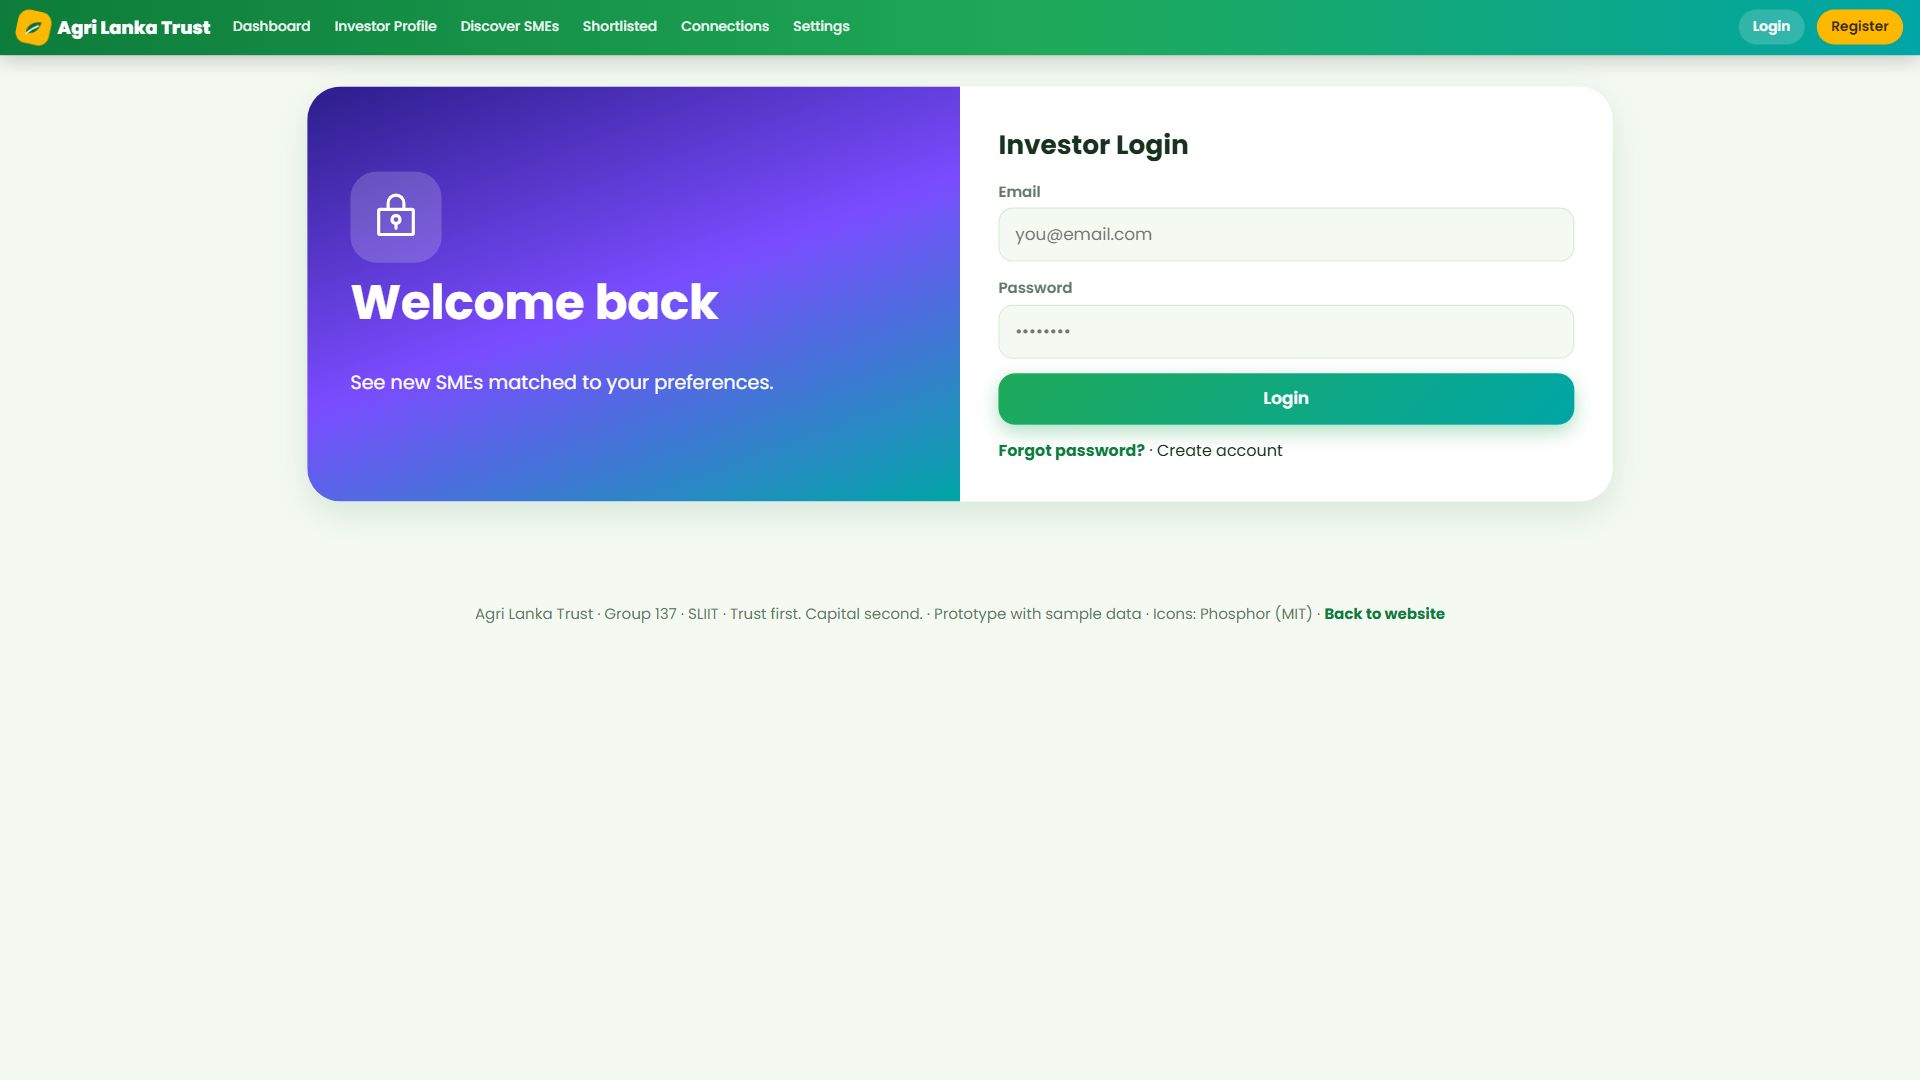 Agri Lanka Trust Dashboard Investor Profile Discover SMEs Shortlisted Connections Settings Login Register
Welcome back
See new SMEs matched to your preferences.
Investor Login
Email
you@email.com
Password
••••••••
Login
Forgot password? · Create account
Agri Lanka Trust · Group 137 · SLIIT · Trust first. Capital second. · Prototype with sample data · Icons: Phosphor (MIT) · Back to website